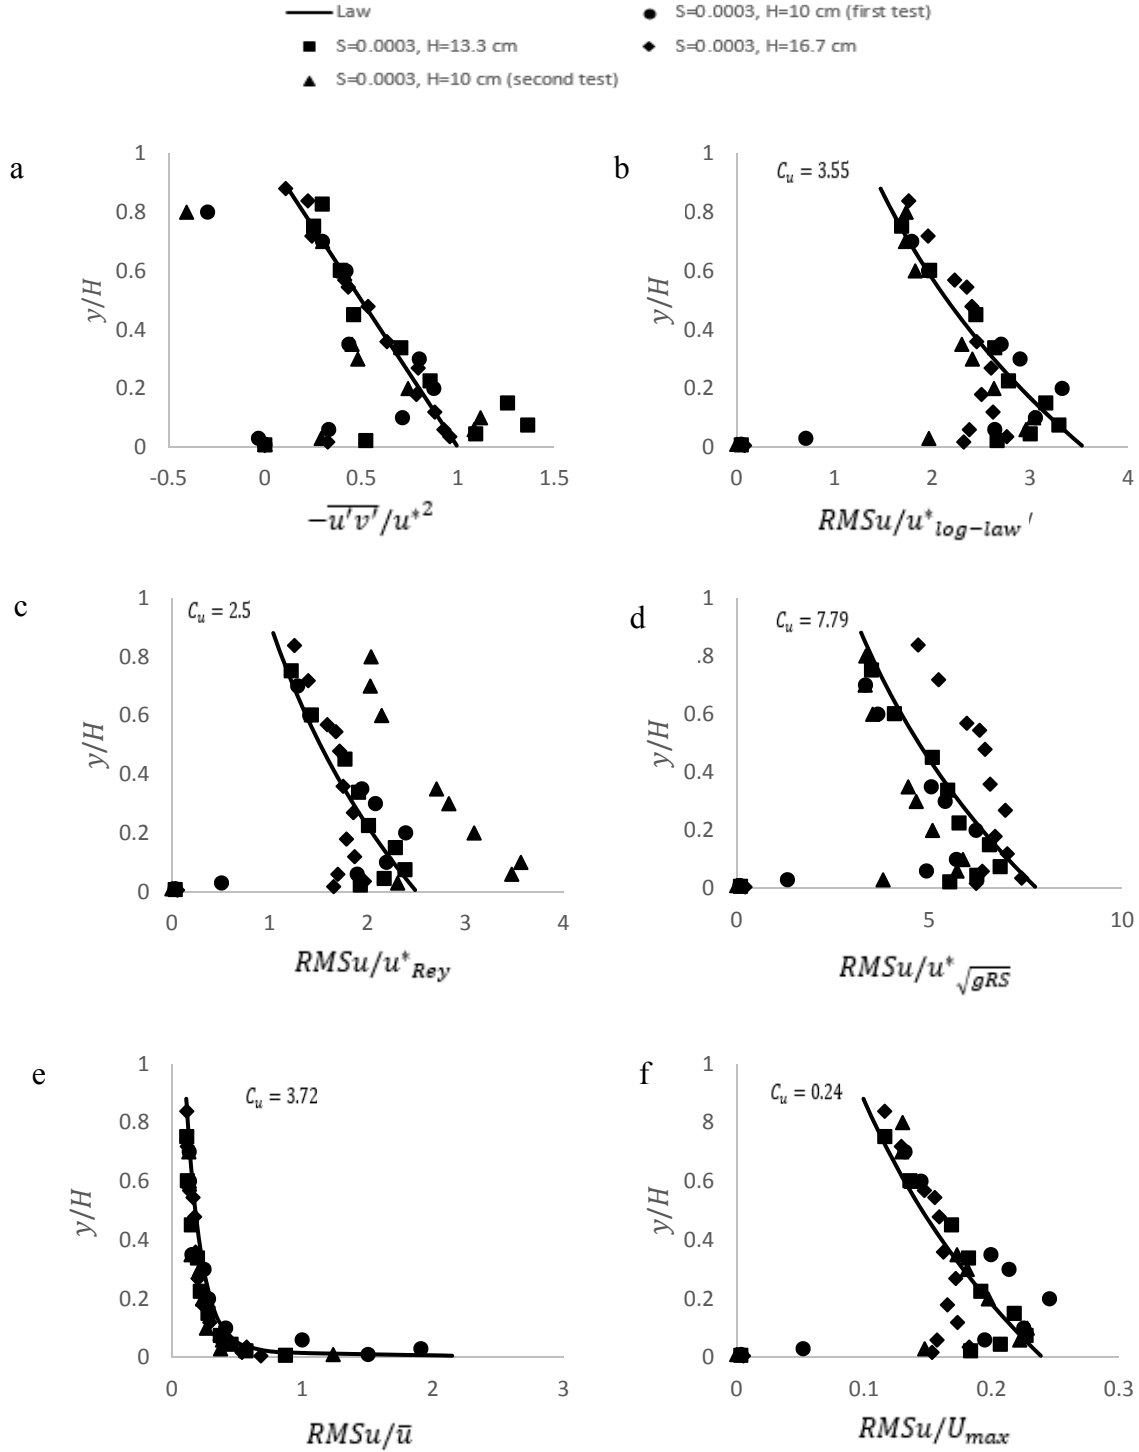 Law
S=0.0003, H=10 cm (first test)
S=0.0003, H=13.3 cm
S=0.0003, H=16.7 cm
S=0.0003, H=10 cm (second test)
a
1
0.8
0.6
0.4
0.2
0
y/H
-0.5 0 0.5 1 1.5
−u′v′/u*²
b
C_u = 3.55
1
0.8
0.6
0.4
0.2
0
y/H
0 1 2 3 4
RMSu/u*_{log−law}′
c
C_u = 2.5
1
0.8
0.6
0.4
0.2
0
y/H
0 1 2 3 4
RMSu/u*_{Rey}
d
C_u = 7.79
1
.8
0.6
0.4
0.2
0
y/H
0 5 10
RMSu/u*_{√gRS}
e
C_u = 3.72
1
0.8
0.6
0.4
0.2
0
y/H
0 1 2 3
RMSu/ū
f
C_u = 0.24
1
8
0.6
0.4
0.2
0
y/H
0 0.1 0.2 0.3
RMSu/U_{max}